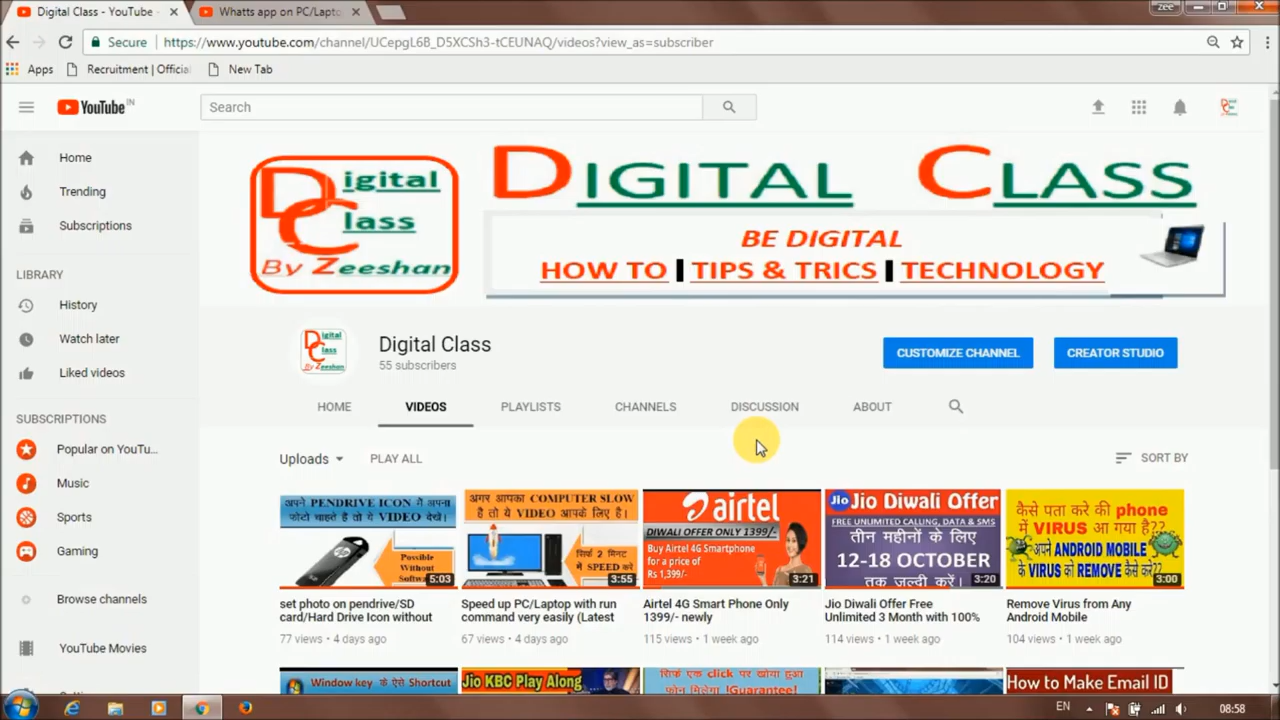 Digital Class - YouTube -
Whatts app on PC/Lapto
zee
Secure
https://www.youtube.com/channel/UCepgL6B_D5XCSh3-tCEUNAQ/videos?view_as=subscriber
Apps
Recruitment | Official
New Tab
YouTube IN
Search
Home
Trending
Subscriptions
LIBRARY
History
Watch later
Liked videos
SUBSCRIPTIONS
Popular on YouTu...
Music
Sports
Gaming
Browse channels
YouTube Movies
Digital
Class
By Zeeshan
DIGITAL CLASS
BE DIGITAL
HOW TO | TIPS & TRICS | TECHNOLOGY
Digital
Class
By Zeeshan
Digital Class
55 subscribers
CUSTOMIZE CHANNEL
CREATOR STUDIO
HOME
VIDEOS
PLAYLISTS
CHANNELS
DISCUSSION
ABOUT
Uploads
PLAY ALL
SORT BY
अपने PENDRIVE ICON में अपना
फोटो चाहते है तो ये VIDEO देखे।
Possible
Without
5:03
set photo on pendrive/SD
card/Hard Drive Icon without
77 views • 4 days ago
अगर आपका COMPUTER SLOW
है तो ये VIDEO आपके लिए है।
सिर्फ 2 मिनट
में SPEED करे
3:55
Speed up PC/Laptop with run
command very easily (Latest
67 views • 4 days ago
airtel
DIWALI OFFER ONLY 1399/-
Buy Airtel 4G Smartphone
for a price of
Rs 1,399/-
3:21
Airtel 4G Smart Phone Only
1399/- newly
115 views • 1 week ago
Jio Jio Diwali Offer
FREE UNLIMITED CALLING, DATA & SMS
तीन महीनों के लिए
12-18 OCTOBER
तक जल्दी करें।
3:20
Jio Diwali Offer Free
Unlimited 3 Month with 100%
114 views • 1 week ago
कैसे पता करे की phone
में VIRUS आ गया है??
अपने ANDROID MOBILE
के VIRUS को REMOVE कैसे करे??
3:00
Remove Virus from Any
Android Mobile
104 views • 1 week ago
Window key के ऐसे Shortcut
Jio KBC Play Along
सिर्फ एक click पर खोया हुआ
फोन मिलेगा !Guarantee!
How to Make Email ID
EN
08:58